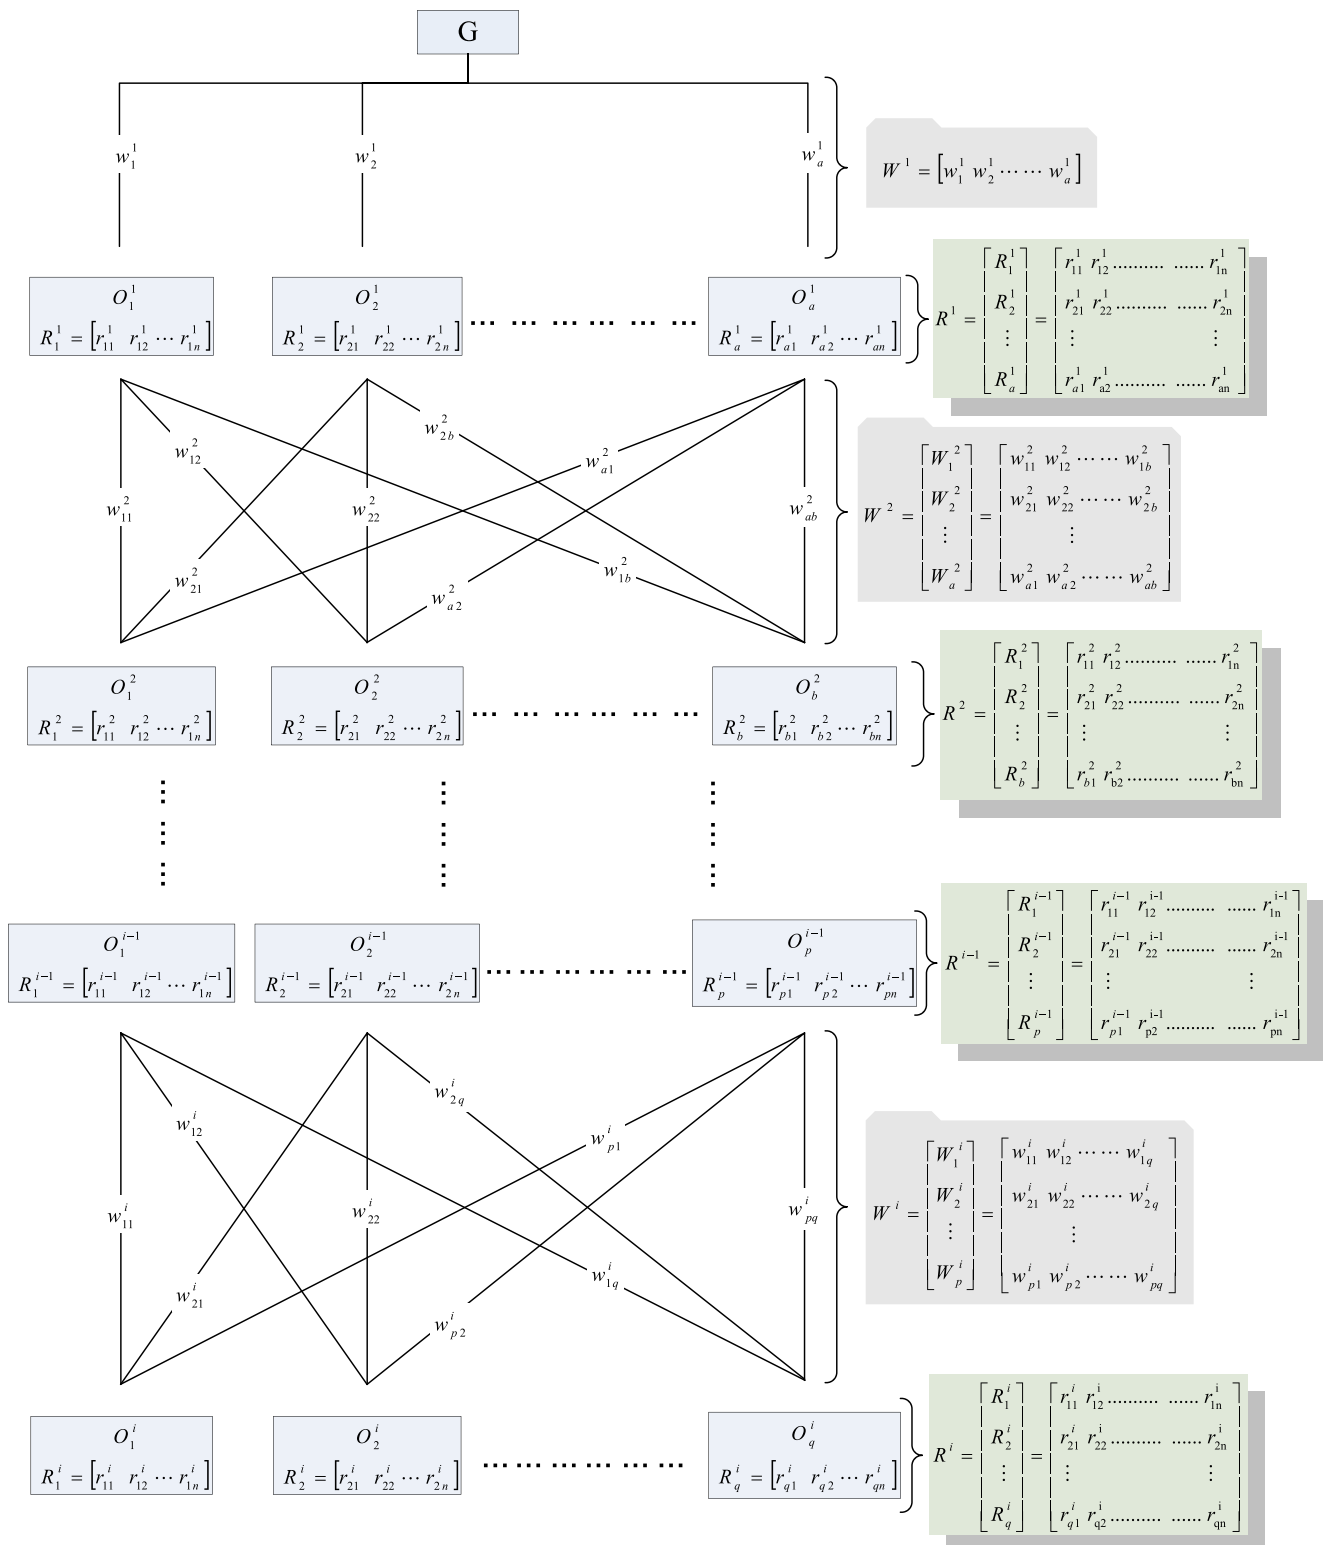 G
w_1^1 w_2^1 w_a^1
W^1 = [w_1^1 w_2^1 ⋯⋯ w_a^1]
O_1^1 O_2^1 O_a^1
R_1^1 = [r_11^1 r_12^1 ⋯ r_1n^1] R_2^1 = [r_21^1 r_22^1 ⋯ r_2n^1] ... ... ... ... ... ... R_a^1 = [r_a1^1 r_a2^1 ⋯ r_an^1]
R^1 = [R_1^1 R_2^1 ⋮ R_a^1] =
r_11^1 r_12^1 .......... ...... r_1n^1
r_21^1 r_22^1 .......... ...... r_2n^1
⋮ ⋮
r_a1^1 r_a2^1 .......... ...... r_an^1
w_2b^2
w_12^2 w_a1^2
w_11^2 w_22^2 w_ab^2
w_21^2 w_a2^2 w_1b^2
W^2 = [W_1^2 W_2^2 ⋮ W_a^2] =
w_11^2 w_12^2 ⋯⋯ w_1b^2
w_21^2 w_22^2 ⋯⋯ w_2b^2
⋮
w_a1^2 w_a2^2 ⋯⋯ w_ab^2
O_1^2 O_2^2 O_b^2
R_1^2 = [r_11^2 r_12^2 ⋯ r_1n^2] R_2^2 = [r_21^2 r_22^2 ⋯ r_2n^2] ... ... ... ... ... ... R_b^2 = [r_b1^2 r_b2^2 ⋯ r_bn^2]
R^2 = [R_1^2 R_2^2 ⋮ R_b^2] =
r_11^2 r_12^2 .......... ...... r_1n^2
r_21^2 r_22^2 .......... ...... r_2n^2
⋮ ⋮
r_b1^2 r_b2^2 .......... ...... r_bn^2
O_1^{i-1} O_2^{i-1} O_p^{i-1}
R_1^{i-1} = [r_11^{i-1} r_12^{i-1} ⋯ r_1n^{i-1}] R_2^{i-1} = [r_21^{i-1} r_22^{i-1} ⋯ r_2n^{i-1}] ... ... ... ... ... ... R_p^{i-1} = [r_p1^{i-1} r_p2^{i-1} ⋯ r_pn^{i-1}]
R^{i-1} = [R_1^{i-1} R_2^{i-1} ⋮ R_p^{i-1}] =
r_11^{i-1} r_12^{i-1} .......... ...... r_1n^{i-1}
r_21^{i-1} r_22^{i-1} .......... ...... r_2n^{i-1}
⋮ ⋮
r_p1^{i-1} r_p2^{i-1} .......... ...... r_pn^{i-1}
w_2q^i
w_12^i w_p1^i
w_11^i w_22^i w_pq^i
w_21^i w_p2^i w_1q^i
W^i = [W_1^i W_2^i ⋮ W_p^i] =
w_11^i w_12^i ⋯⋯ w_1q^i
w_21^i w_22^i ⋯⋯ w_2q^i
⋮
w_p1^i w_p2^i ⋯⋯ w_pq^i
O_1^i O_2^i O_q^i
R_1^i = [r_11^i r_12^i ⋯ r_1n^i] R_2^i = [r_21^i r_22^i ⋯ r_2n^i] ... ... ... ... ... ... R_q^i = [r_q1^i r_q2^i ⋯ r_qn^i]
R^i = [R_1^i R_2^i ⋮ R_q^i] =
r_11^i r_12^i .......... ...... r_1n^i
r_21^i r_22^i .......... ...... r_2n^i
⋮ ⋮
r_q1^i r_q2^i .......... ...... r_qn^i